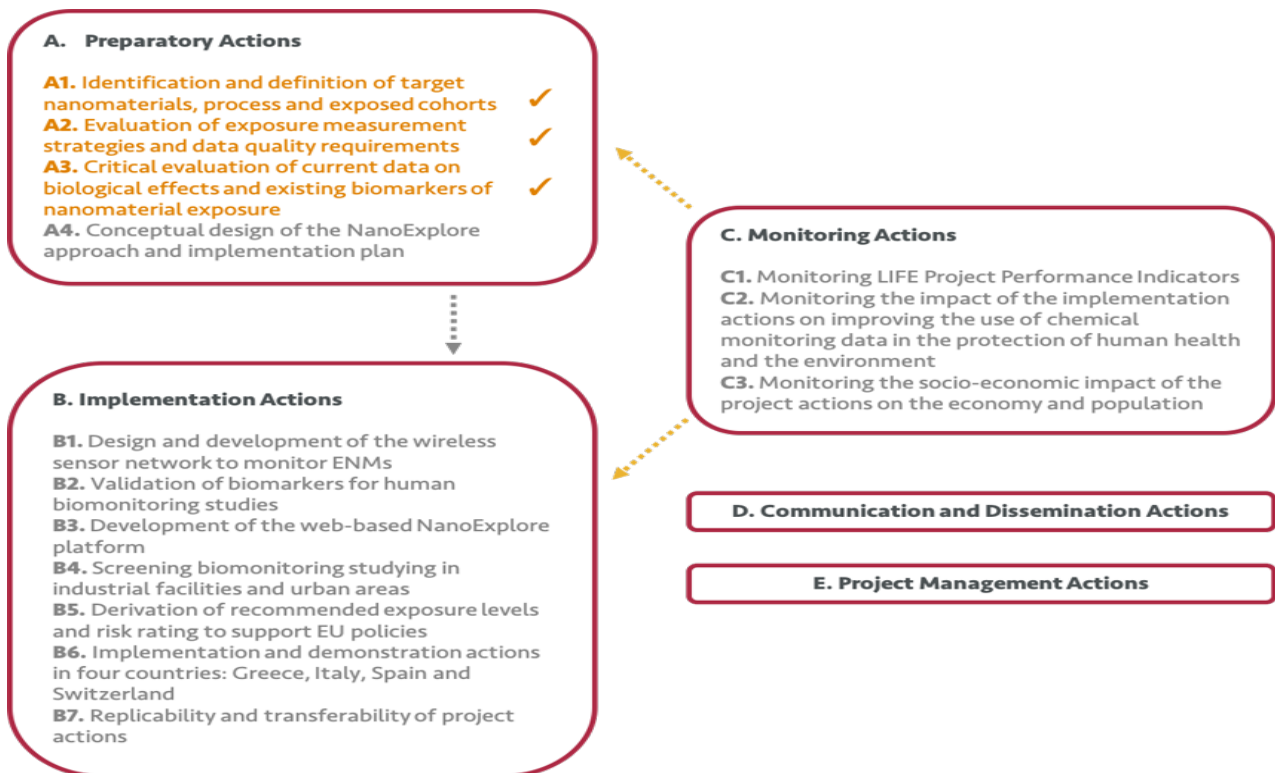 A. Preparatory Actions
A1. Identification and definition of target
nanomaterials, process and exposed cohorts ✓
A2. Evaluation of exposure measurement
strategies and data quality requirements ✓
A3. Critical evaluation of current data on
biological effects and existing biomarkers of ✓
nanomaterial exposure
A4. Conceptual design of the NanoExplore
approach and implementation plan
B. Implementation Actions
B1. Design and development of the wireless
sensor network to monitor ENMs
B2. Validation of biomarkers for human
biomonitoring studies
B3. Development of the web-based NanoExplore
platform
B4. Screening biomonitoring studying in
industrial facilities and urban areas
B5. Derivation of recommended exposure levels
and risk rating to support EU policies
B6. Implementation and demonstration actions
in four countries: Greece, Italy, Spain and
Switzerland
B7. Replicability and transferability of project
actions
C. Monitoring Actions
C1. Monitoring LIFE Project Performance Indicators
C2. Monitoring the impact of the implementation
actions on improving the use of chemical
monitoring data in the protection of human health
and the environment
C3. Monitoring the socio-economic impact of the
project actions on the economy and population
D. Communication and Dissemination Actions
E. Project Management Actions